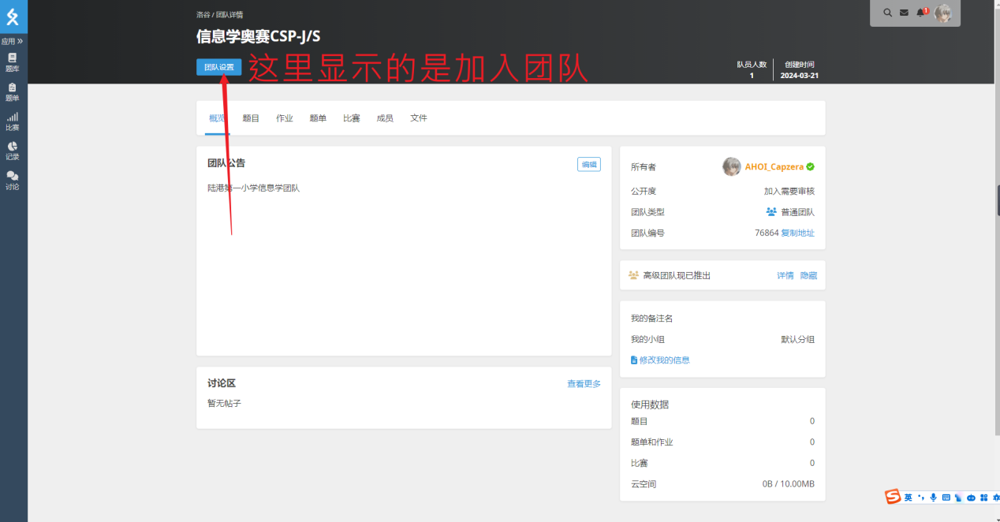 洛谷 / 团队详情
信息学奥赛CSP-J/S
团队设置
这里显示的是加入团队
队员人数
1
创建时间
2024-03-21
1
应用 »
题库
题单
比赛
记录
讨论
概览 题目 作业 题单 比赛 成员 文件
团队公告
编辑
陆港第一小学信息学团队
讨论区
查看更多
暂无帖子
所有者 AHOI_Capzera
公开度 加入需要审核
团队类型 普通团队
团队编号 76864 复制地址
高级团队现已推出 详情 隐藏
我的备注名
我的小组 默认分组
修改我的信息
使用数据
题目 0
题单和作业 0
比赛 0
云空间 0B / 10.00MB
S 英